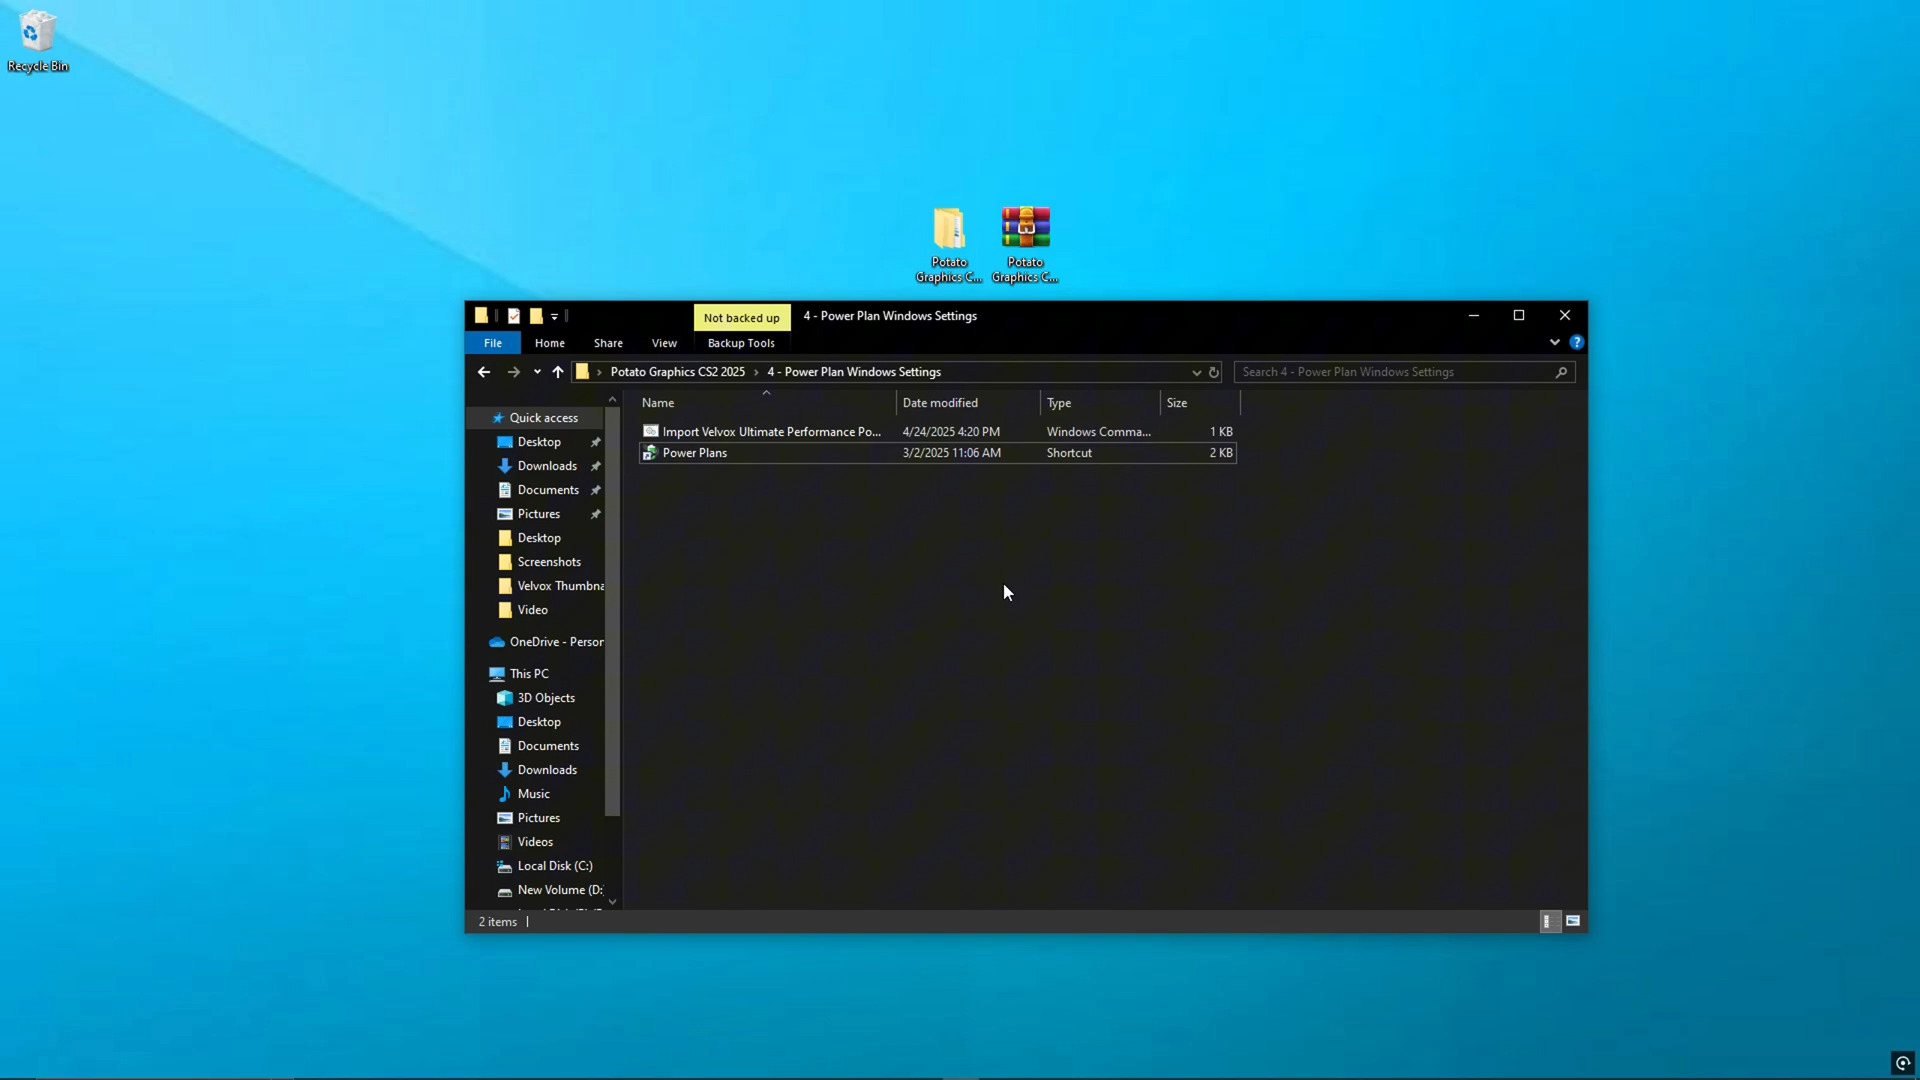 Recycle Bin
Potato
Graphics C...
Potato
Graphics C...
Not backed up
4 - Power Plan Windows Settings
File
Home
Share
View
Backup Tools
Potato Graphics CS2 2025 › 4 - Power Plan Windows Settings
Search 4 - Power Plan Windows Settings
Name
Date modified
Type
Size
Import Velvox Ultimate Performance Po...
4/24/2025 4:20 PM
Windows Comma...
1 KB
Power Plans
3/2/2025 11:06 AM
Shortcut
2 KB
Quick access
Desktop
Downloads
Documents
Pictures
Desktop
Screenshots
Velvox Thumbna
Video
OneDrive - Person
This PC
3D Objects
Desktop
Documents
Downloads
Music
Pictures
Videos
Local Disk (C:)
New Volume (D:
2 items